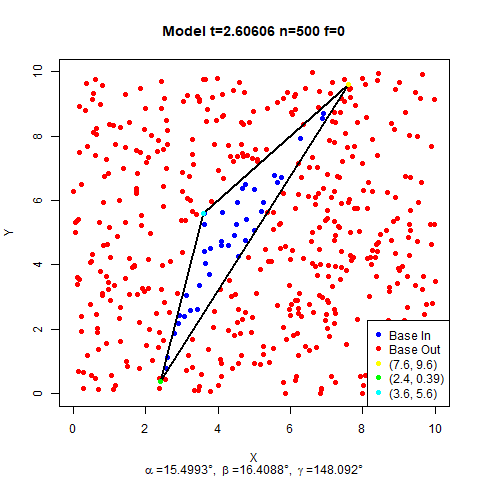 Model t=2.60606 n=500 f=0
10
8
6
4
2
0
Y
Base In
Base Out
(7.6, 9.6)
(2.4, 0.39)
(3.6, 5.6)
0 2 4 6 8 10
X
α=15.4993°, β=16.4088°, γ=148.092°